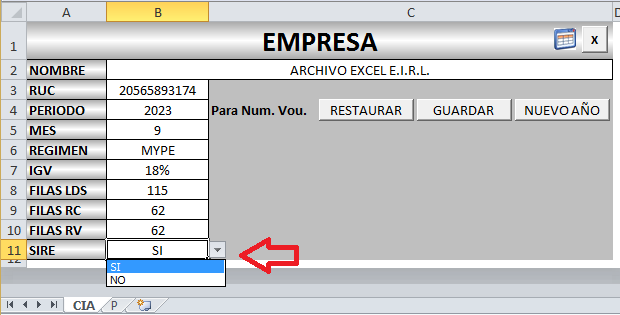 A B C D
1 EMPRESA X
2 NOMBRE ARCHIVO EXCEL E.I.R.L.
3 RUC 20565893174
4 PERIODO 2023 Para Num. Vou. RESTAURAR GUARDAR NUEVO AÑO
5 MES 9
6 REGIMEN MYPE
7 IGV 18%
8 FILAS LDS 115
9 FILAS RC 62
10 FILAS RV 62
11 SIRE SI
12 SI
NO
CIA P